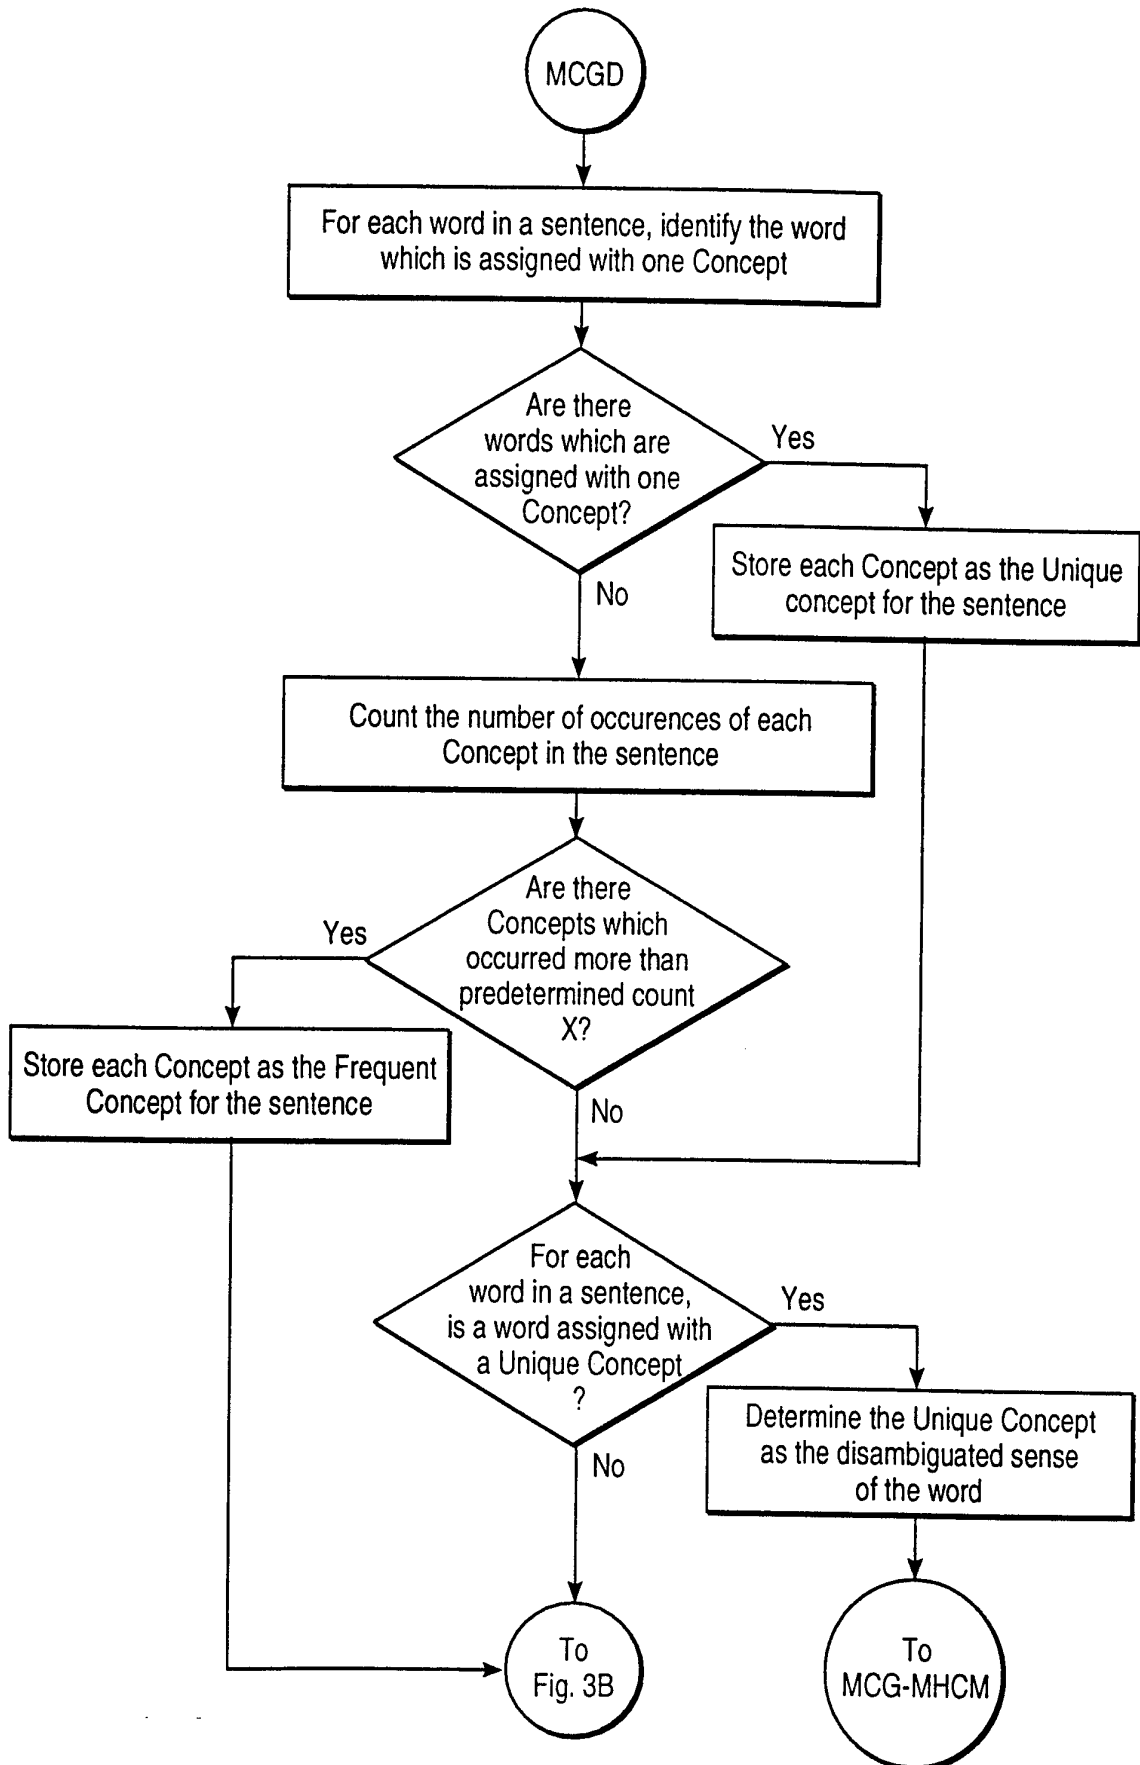 MCGD
For each word in a sentence, identify the word
which is assigned with one Concept
Are there
words which are
assigned with one
Concept?
Yes
No
Store each Concept as the Unique
concept for the sentence
Count the number of occurences of each
Concept in the sentence
Are there
Concepts which
occurred more than
predetermined count
X?
Yes
No
Store each Concept as the Frequent
Concept for the sentence
For each
word in a sentence,
is a word assigned with
a Unique Concept
?
Yes
No
Determine the Unique Concept
as the disambiguated sense
of the word
To
Fig. 3B
To
MCG-MHCM